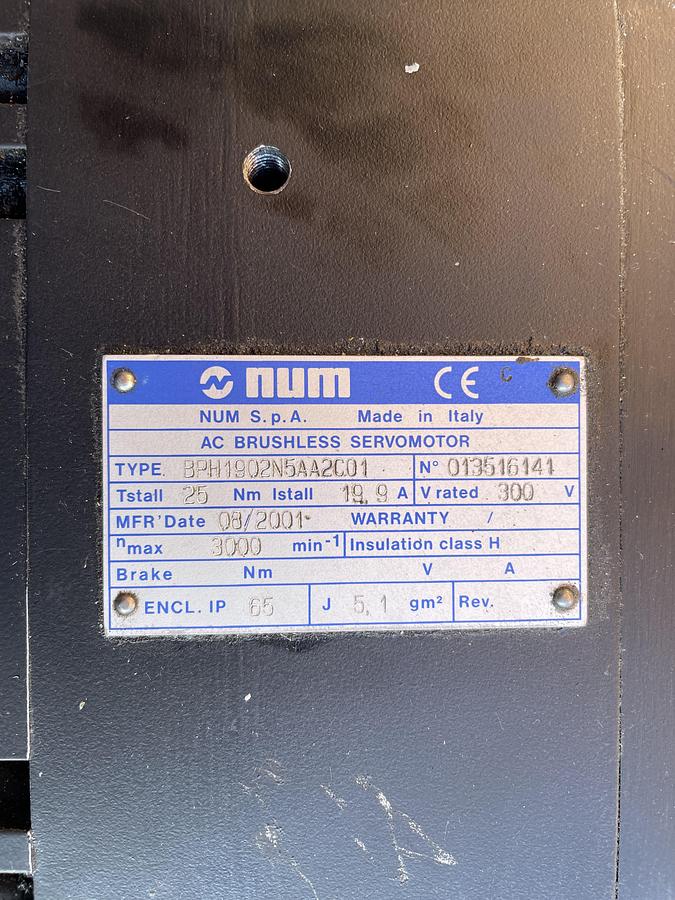 num CE C
NUM S.p.A. Made in Italy
AC BRUSHLESS SERVOMOTOR
TYPE BPH1902N5AA2C01 N° 013516141
Tstall 25 Nm Istall 19,9 A V rated 300 V
MFR'Date 08/2001 WARRANTY /
nmax 3000 min-1 Insulation class H
Brake Nm V A
ENCL. IP 65 J 5,1 gm² Rev.